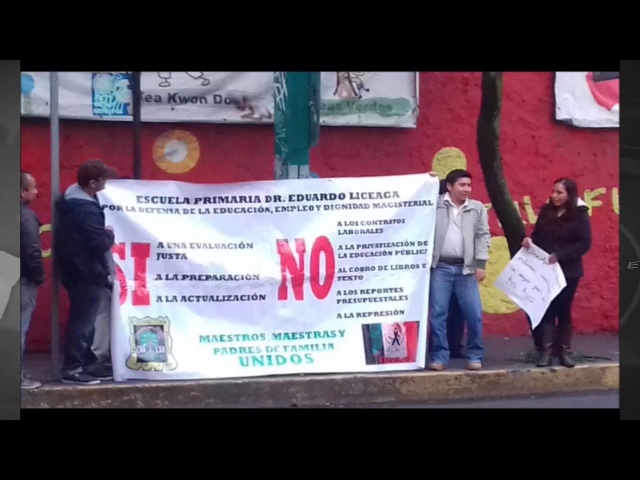 Tea Kwon Do
ESCUELA PRIMARIA DR. EDUARDO LICEAGA
POR LA DEFENSA DE LA EDUCACIÓN, EMPLEO Y DIGNIDAD MAGISTERIAL
SI
A UNA EVALUACIÓN
JUSTA
A LA PREPARACIÓN
A LA ACTUALIZACIÓN
NO
A LOS CONTRATOS
LABORALES
A LA PRIVATIZACIÓN DE
LA EDUCACIÓN PÚBLICA
AL COBRO DE LIBROS E
TEXTO
A LOS REPORTES
PRESUPUESTALES
A LA REPRESIÓN
MAESTROS, MAESTRAS Y
PADRES DE FAMILIA
UNIDOS